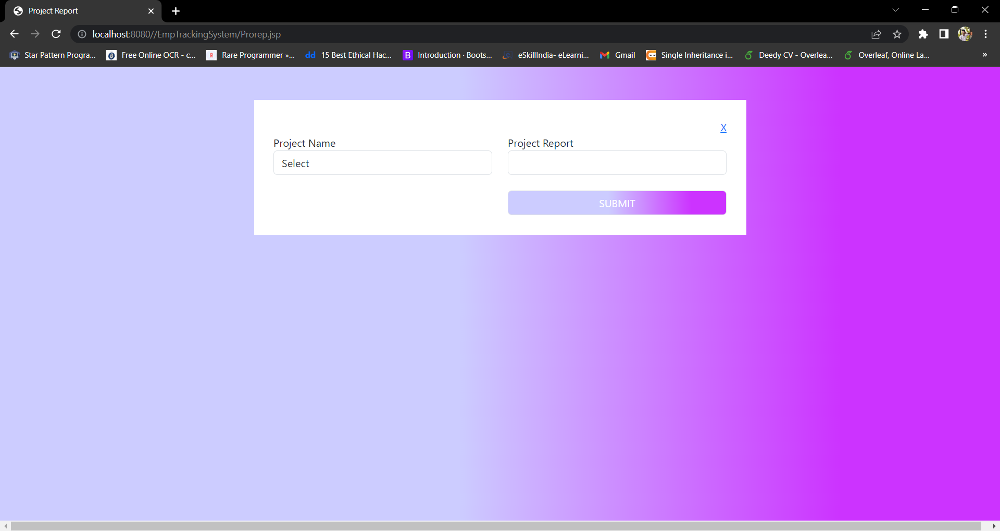 Project Report
localhost:8080//EmpTrackingSystem/Prorep.jsp
Star Pattern Progra... Free Online OCR - c... R Rare Programmer »... dd 15 Best Ethical Hac... B Introduction · Boots... eSkillIndia- eLearni... Gmail Single Inheritance i... Deedy CV - Overlea... Overleaf, Online La... »
X
Project Name Project Report
Select
SUBMIT